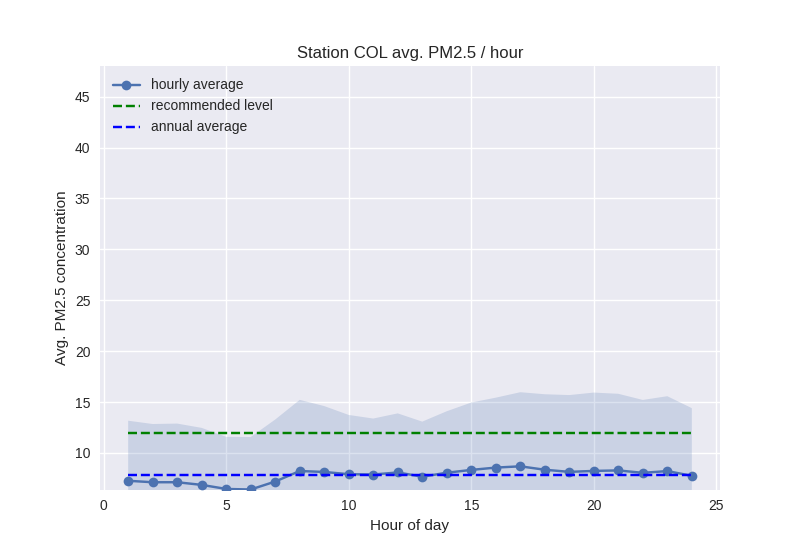 Station COL avg. PM2.5 / hour
hourly average
recommended level
annual average
Avg. PM2.5 concentration
45
40
35
30
25
20
15
10
0 5 10 15 20 25
Hour of day